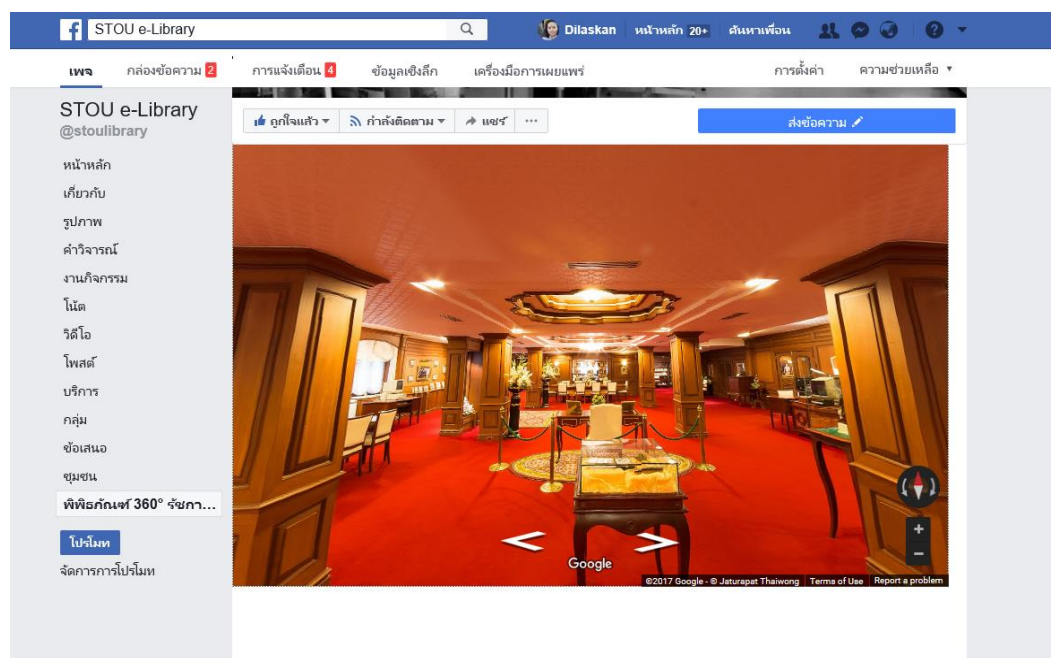 STOU e-Library
Dilaskan หน้าหลัก 20+ ค้นหาเพื่อน
เพจ กล่องข้อความ 2 การแจ้งเตือน 4 ข้อมูลเชิงลึก เครื่องมือการเผยแพร่ การตั้งค่า ความช่วยเหลือ
STOU e-Library
@stoulibrary
ถูกใจแล้ว กำลังติดตาม แชร์ ··· ส่งข้อความ
หน้าหลัก
เกี่ยวกับ
รูปภาพ
คำวิจารณ์
งานกิจกรรม
โน้ต
วิดีโอ
โพสต์
บริการ
กลุ่ม
ข้อเสนอ
ชุมชน
พิพิธภัณฑ์ 360° รัชกา...
โปรโมท
จัดการการโปรโมท
Google
©2017 Google - © Jaturapat Thaiwong Terms of Use Report a problem